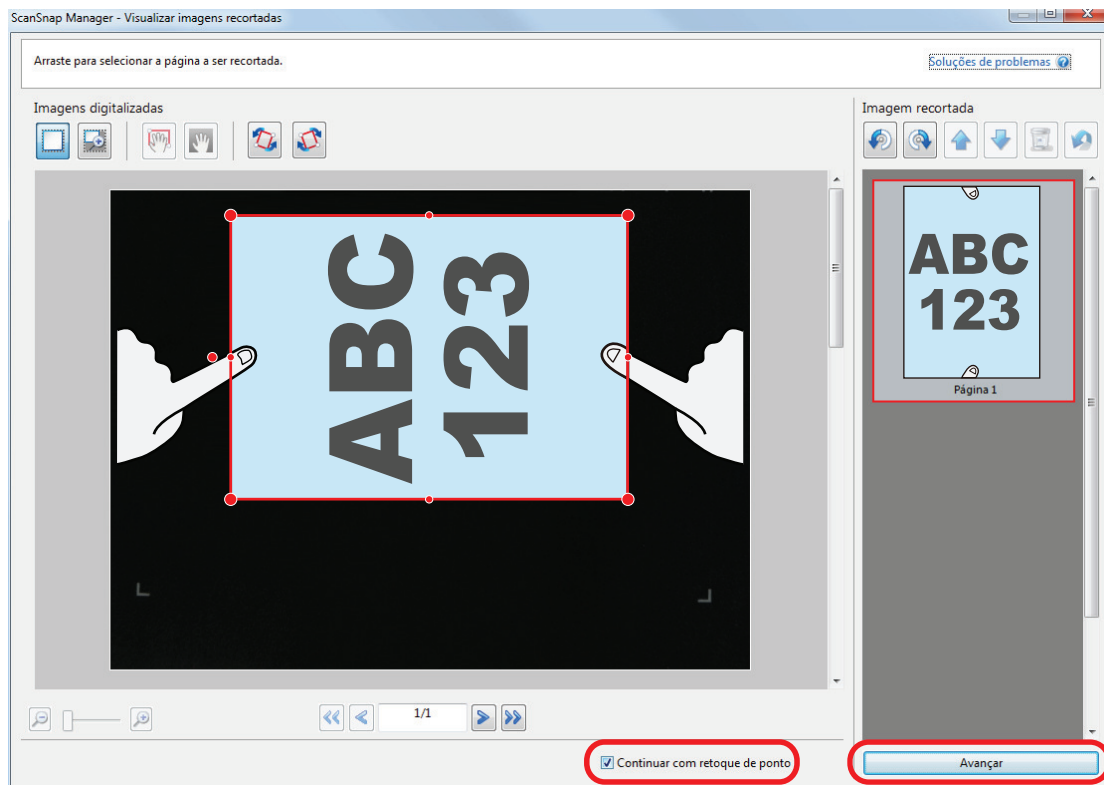 ScanSnap Manager - Visualizar imagens recortadas
Arraste para selecionar a página a ser recortada.
Soluções de problemas
Imagens digitalizadas
Imagem recortada
ABC
123
ABC
123
Página 1
1/1
Continuar com retoque de ponto
Avançar